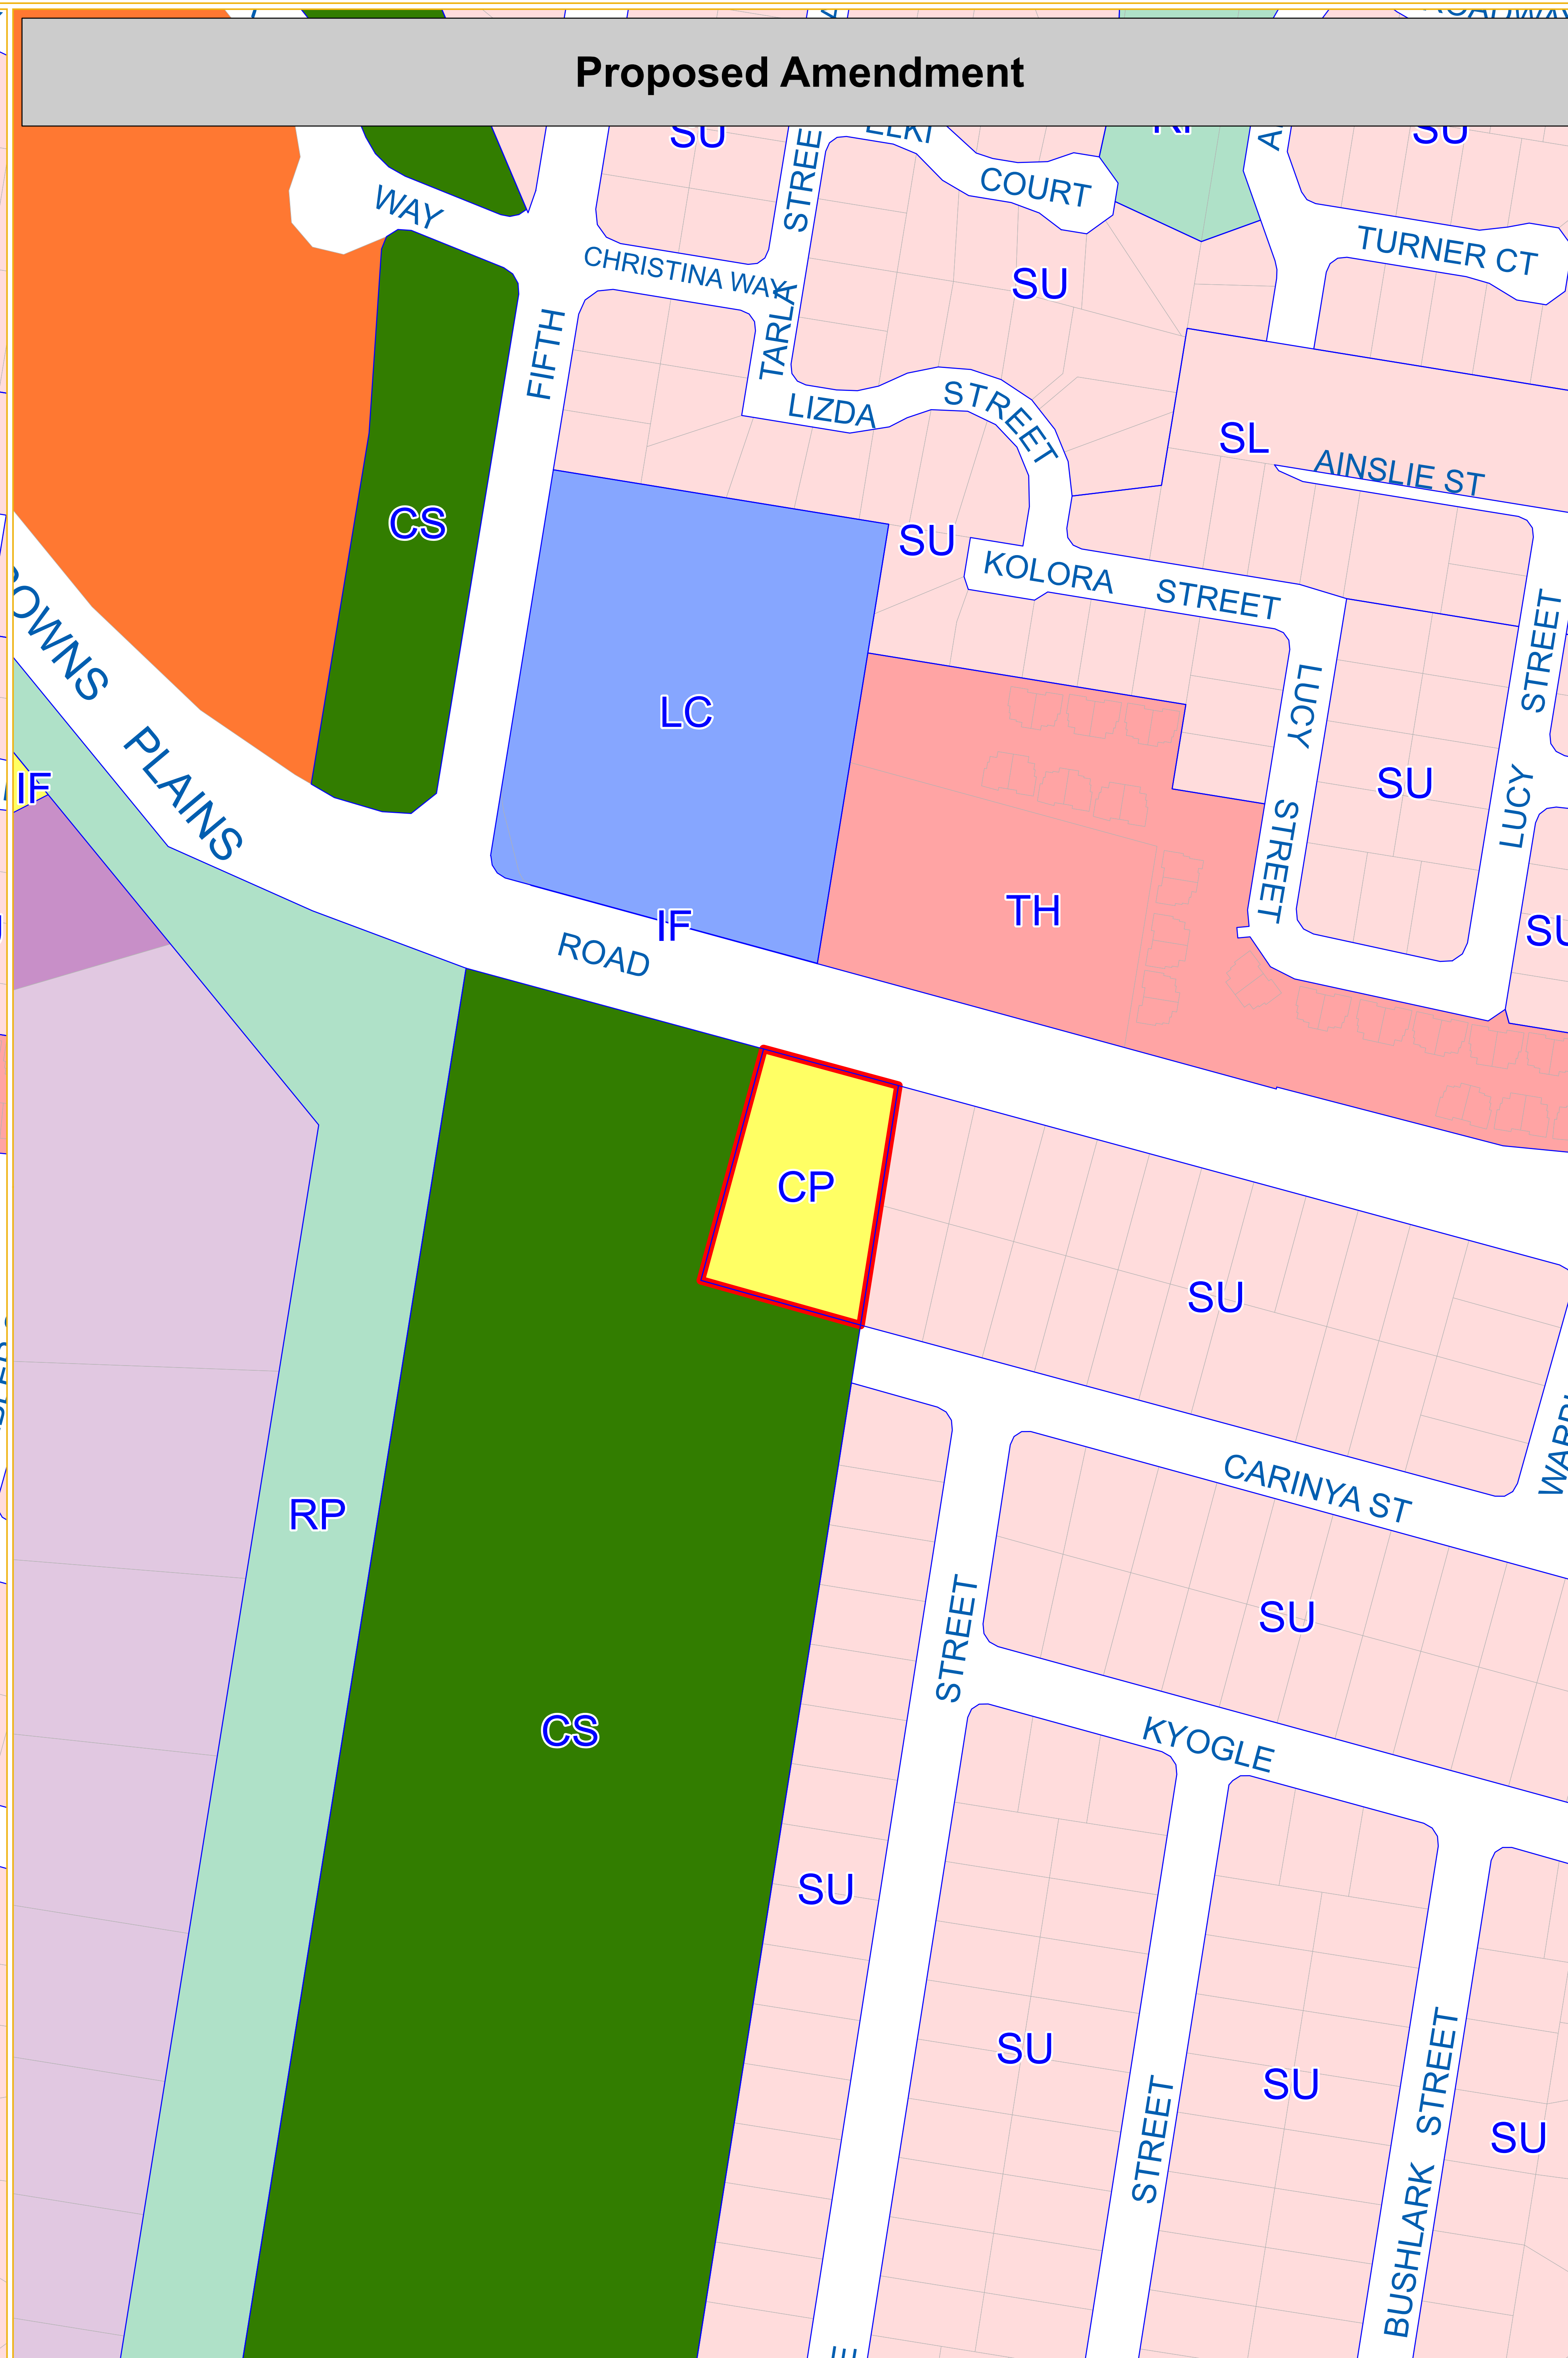 Proposed Amendment
SU
STREE
COURT
SU
WAY
CHRISTINA WAY
TURNER CT
SU
FIFTH
TARLA
LIZDA
STREET
SL
AINSLIE ST
CS
SU
KOLORA
STREET
STREET
OWNS
PLAINS
LC
LUCY
STREET
SU
LUCY
IF
TH
IF
ROAD
SU
CP
SU
CARINYA ST
RP
STREET
SU
CS
KYOGLE
SU
SU
SU
STREET
STREET
SU
BUSHLARK